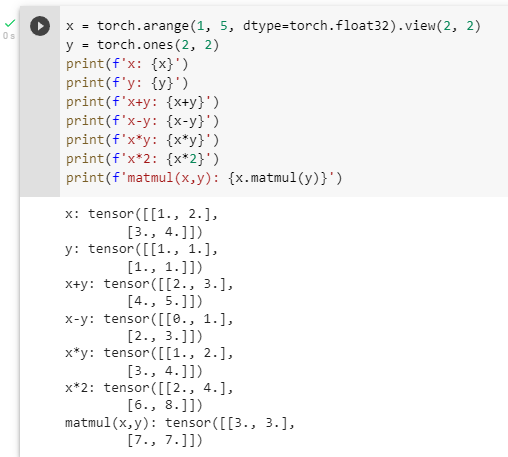 0 s
x = torch.arange(1, 5, dtype=torch.float32).view(2, 2)
y = torch.ones(2, 2)
print(f'x: {x}')
print(f'y: {y}')
print(f'x+y: {x+y}')
print(f'x-y: {x-y}')
print(f'x*y: {x*y}')
print(f'x*2: {x*2}')
print(f'matmul(x,y): {x.matmul(y)}')
x: tensor([[1., 2.],
        [3., 4.]])
y: tensor([[1., 1.],
        [1., 1.]])
x+y: tensor([[2., 3.],
        [4., 5.]])
x-y: tensor([[0., 1.],
        [2., 3.]])
x*y: tensor([[1., 2.],
        [3., 4.]])
x*2: tensor([[2., 4.],
        [6., 8.]])
matmul(x,y): tensor([[3., 3.],
        [7., 7.]])